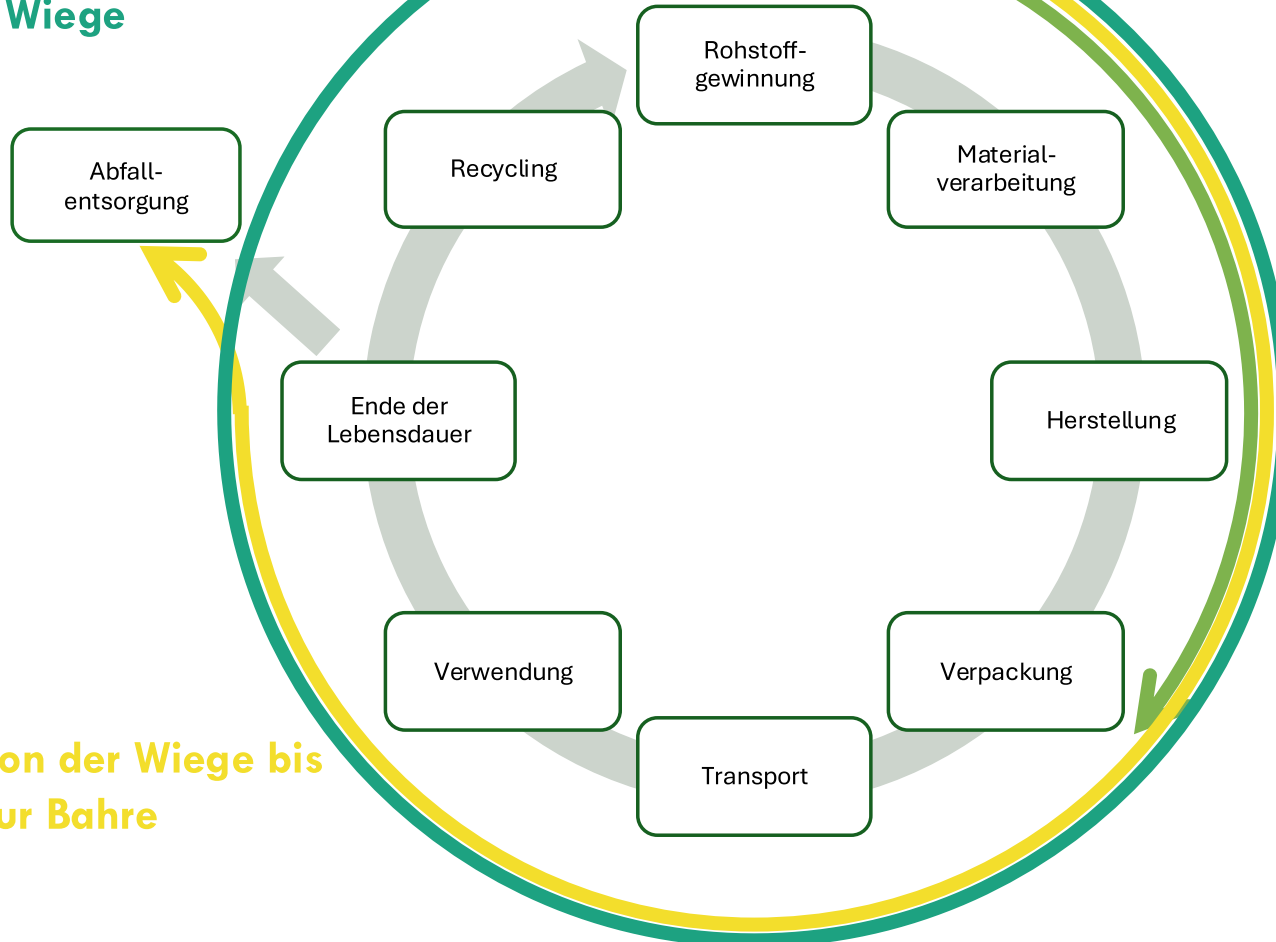 Wiege
Rohstoff-
gewinnung
Material-
verarbeitung
Herstellung
Verpackung
Transport
Verwendung
Ende der
Lebensdauer
Recycling
Abfall-
entsorgung
on der Wiege bis
ur Bahre